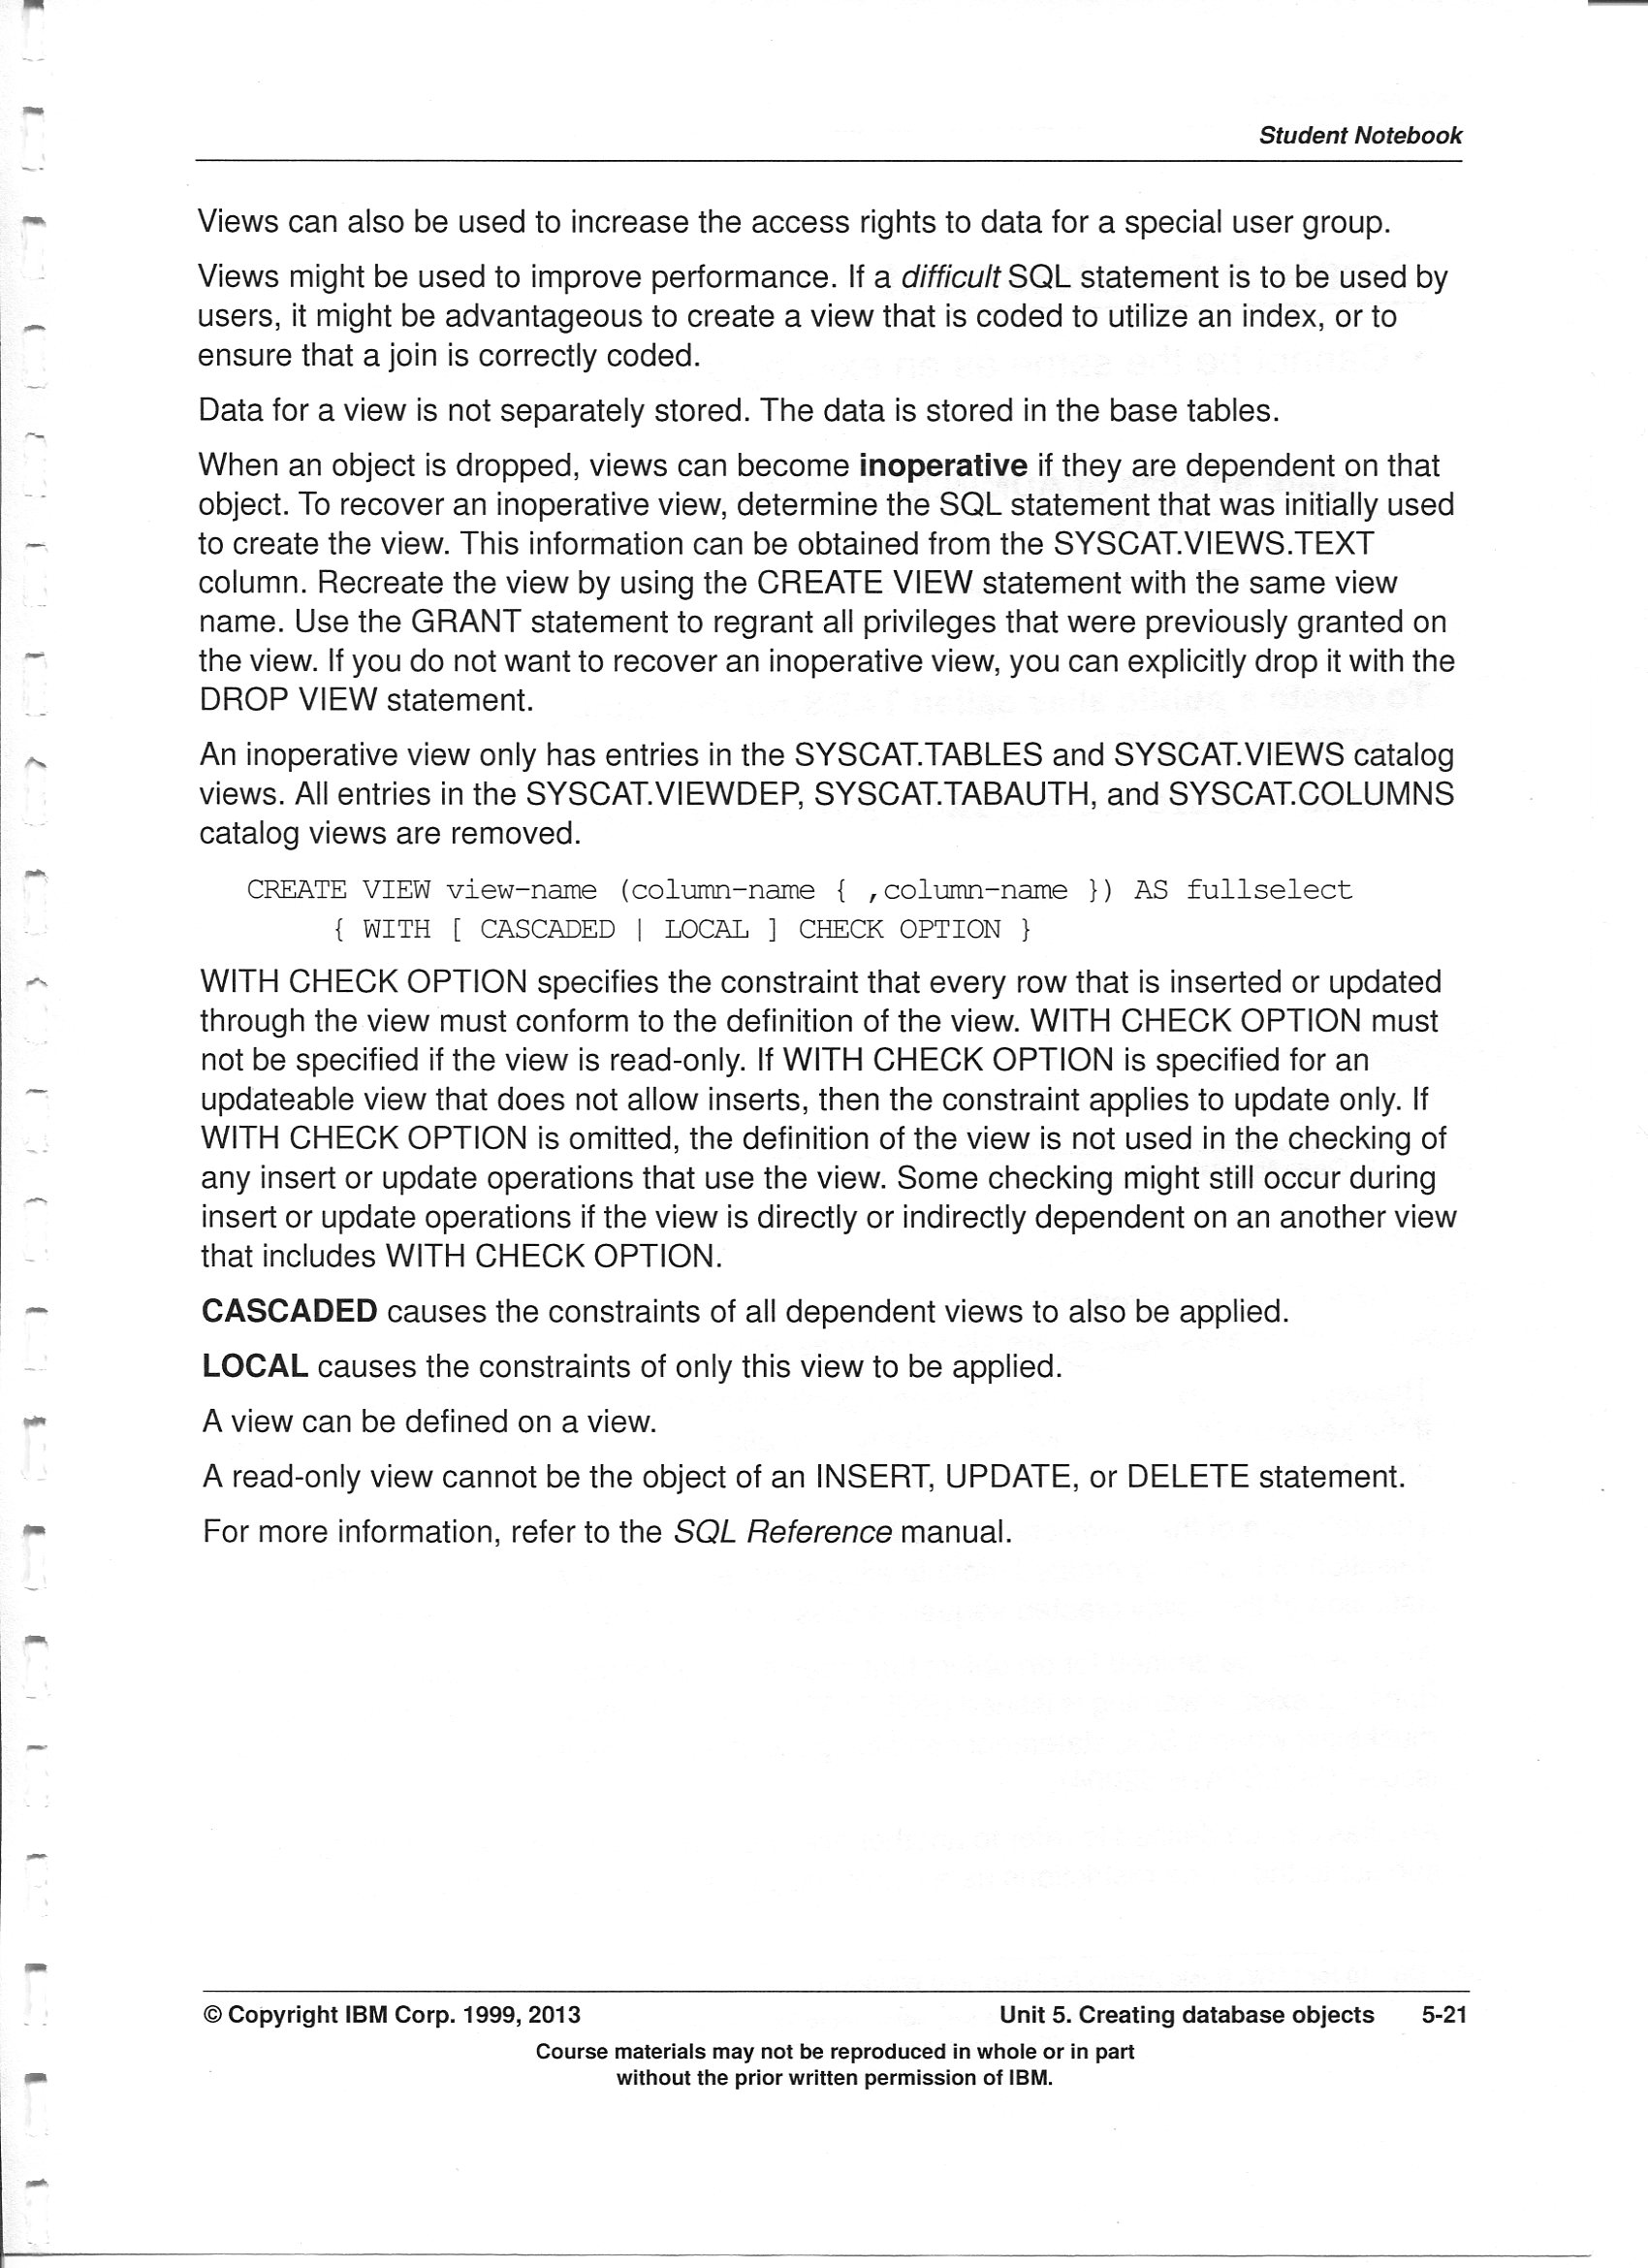 Student Notebook
Views can also be used to increase the access rights to data for a special user group.
Views might be used to improve performance. If a difficult SQL statement is to be used by
users, it might be advantageous to create a view that is coded to utilize an index, or to
ensure that a join is correctly coded.
Data for a view is not separately stored. The data is stored in the base tables.
When an object is dropped, views can become inoperative if they are dependent on that
object. To recover an inoperative view, determine the SQL statement that was initially used
to create the view. This information can be obtained from the SYSCAT.VIEWS.TEXT
column. Recreate the view by using the CREATE VIEW statement with the same view
name. Use the GRANT statement to regrant all privileges that were previously granted on
the view. If you do not want to recover an inoperative view, you can explicitly drop it with the
DROP VIEW statement.
An inoperative view only has entries in the SYSCAT.TABLES and SYSCAT.VIEWS catalog
views. All entries in the SYSCAT.VIEWDEP, SYSCAT.TABAUTH, and SYSCAT.COLUMNS
catalog views are removed.
CREATE VIEW view-name (column-name { ,column-name }) AS fullselect
{ WITH [ CASCADED | LOCAL ] CHECK OPTION }
WITH CHECK OPTION specifies the constraint that every row that is inserted or updated
through the view must conform to the definition of the view. WITH CHECK OPTION must
not be specified if the view is read-only. If WITH CHECK OPTION is specified for an
updateable view that does not allow inserts, then the constraint applies to update only. If
WITH CHECK OPTION is omitted, the definition of the view is not used in the checking of
any insert or update operations that use the view. Some checking might still occur during
insert or update operations if the view is directly or indirectly dependent on an another view
that includes WITH CHECK OPTION.
CASCADED causes the constraints of all dependent views to also be applied.
LOCAL causes the constraints of only this view to be applied.
A view can be defined on a view.
A read-only view cannot be the object of an INSERT, UPDATE, or DELETE statement.
For more information, refer to the SQL Reference manual.
© Copyright IBM Corp. 1999, 2013 Unit 5. Creating database objects 5-21
Course materials may not be reproduced in whole or in part
without the prior written permission of IBM.